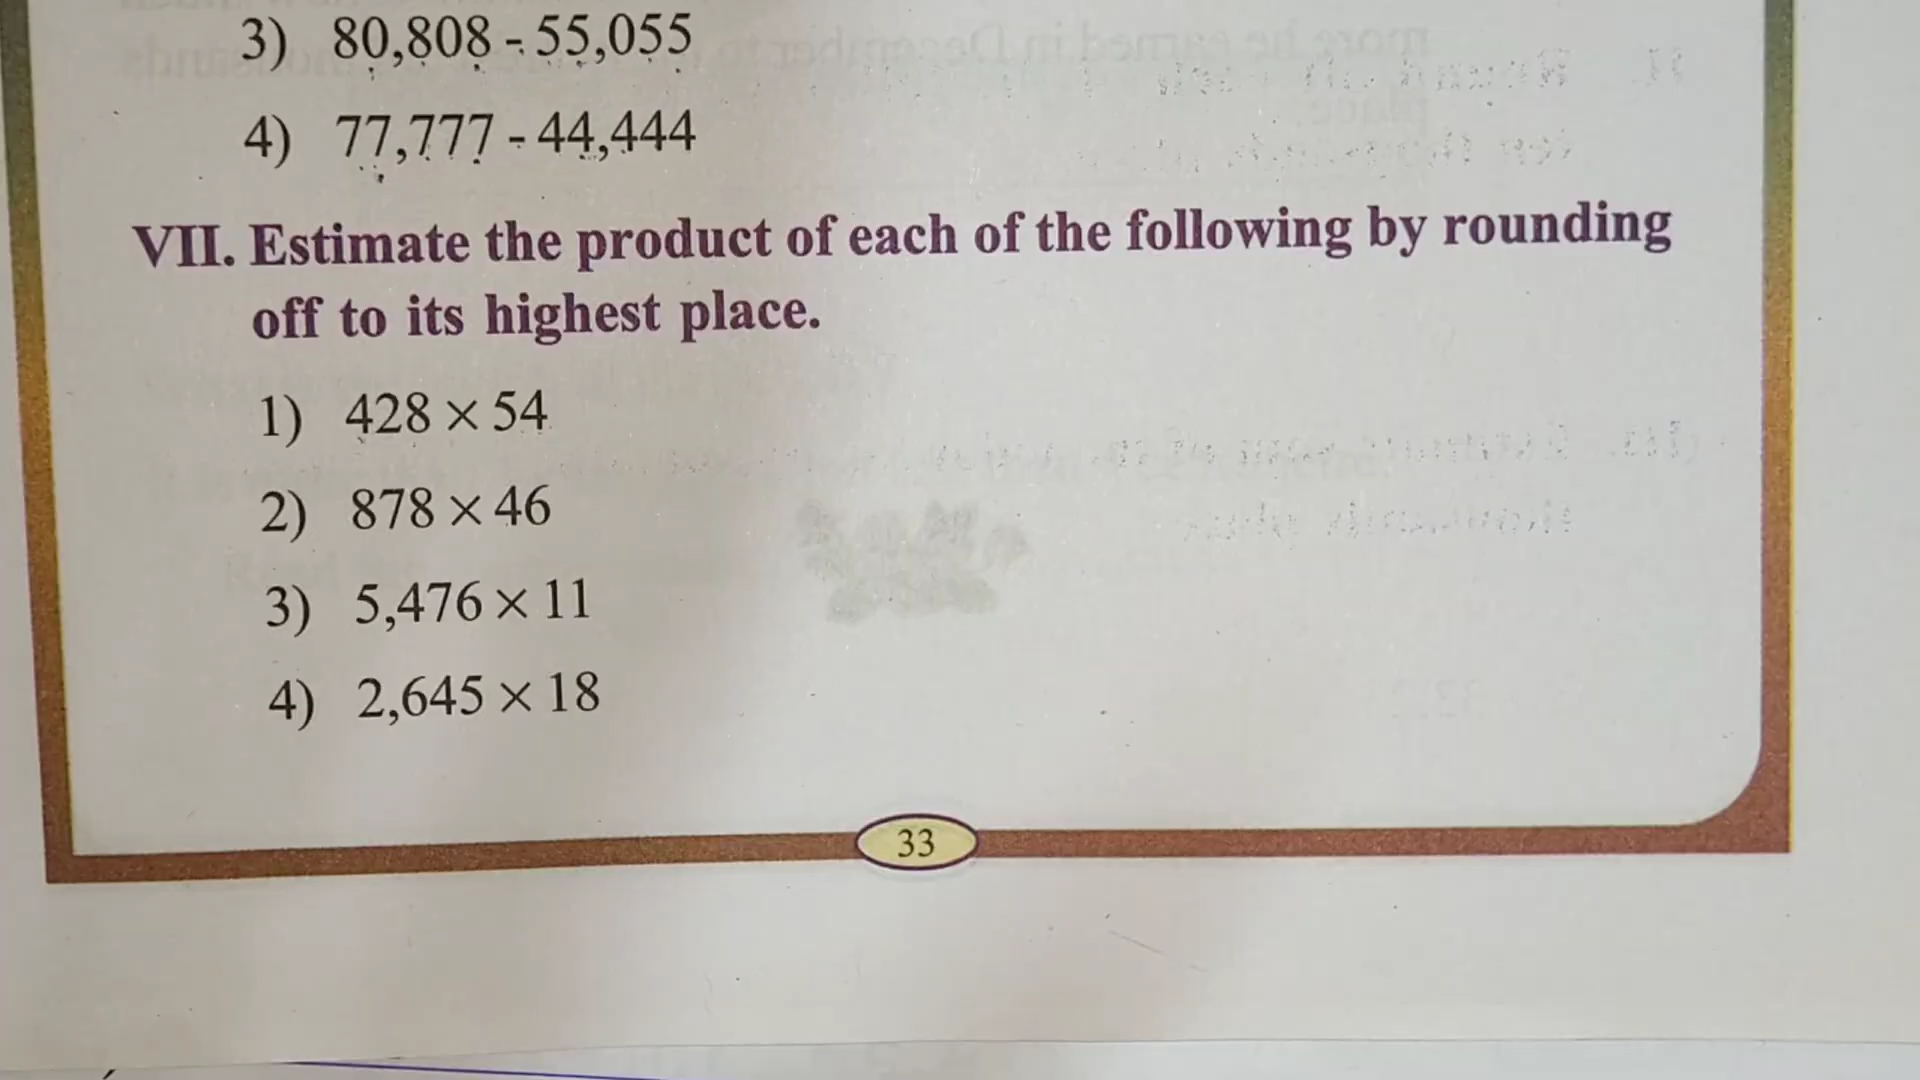 3) 80,808 - 55,055
4) 77,777 - 44,444
VII. Estimate the product of each of the following by rounding
off to its highest place.
1) 428 × 54
2) 878 × 46
3) 5,476 × 11
4) 2,645 × 18
33